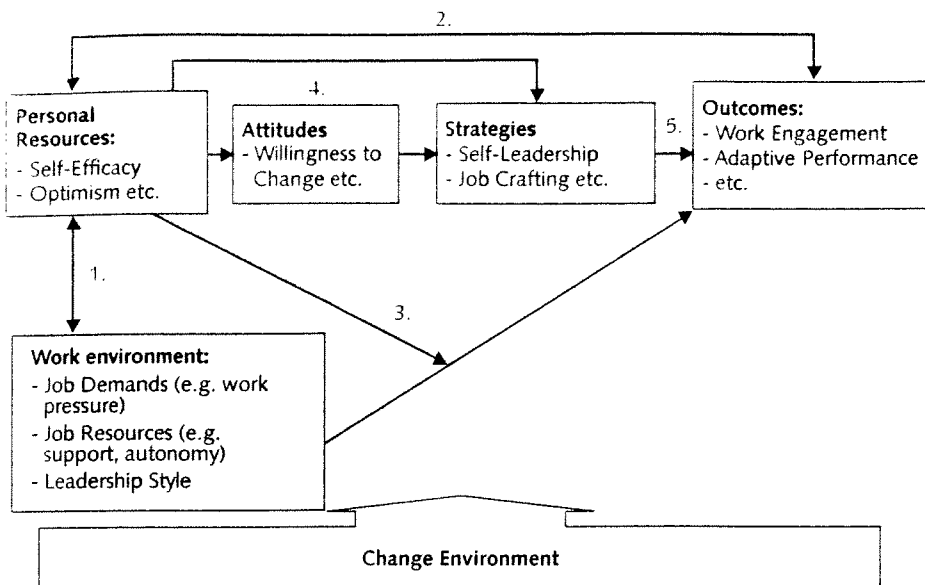 2.
4.
Personal
Resources:
- Self-Efficacy
- Optimism etc.
Attitudes
- Willingness to
Change etc.
Strategies
- Self-Leadership
- Job Crafting etc.
5.
Outcomes:
- Work Engagement
- Adaptive Performance
- etc.
1.
3.
Work environment:
- Job Demands (e.g. work
pressure)
- Job Resources (e.g.
support, autonomy)
- Leadership Style
Change Environment